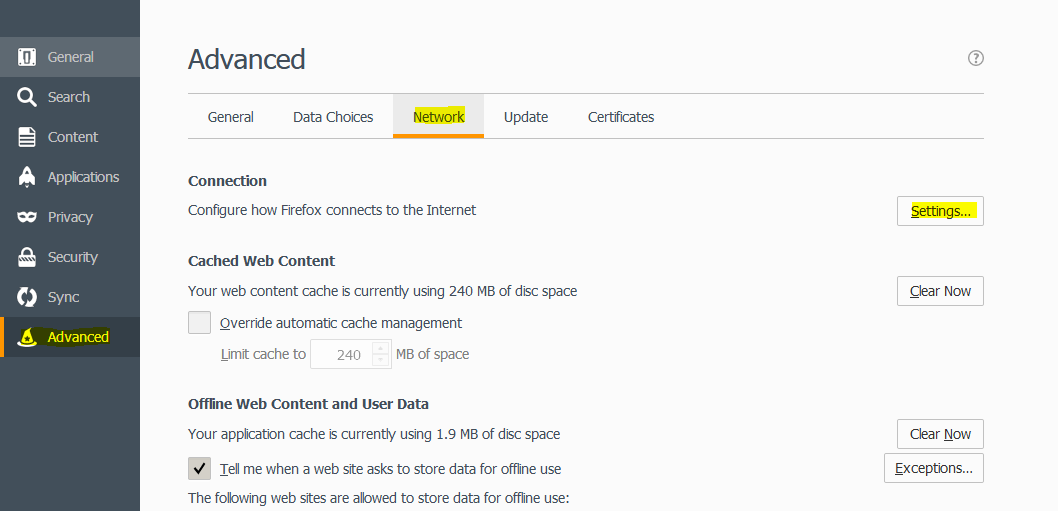 General
Search
Content
Applications
Privacy
Security
Sync
Advanced
Advanced
?
General Data Choices Network Update Certificates
Connection
Configure how Firefox connects to the Internet Settings...
Cached Web Content
Your web content cache is currently using 240 MB of disc space Clear Now
Override automatic cache management
Limit cache to 240 MB of space
Offline Web Content and User Data
Your application cache is currently using 1.9 MB of disc space Clear Now
Tell me when a web site asks to store data for offline use Exceptions...
The following web sites are allowed to store data for offline use: